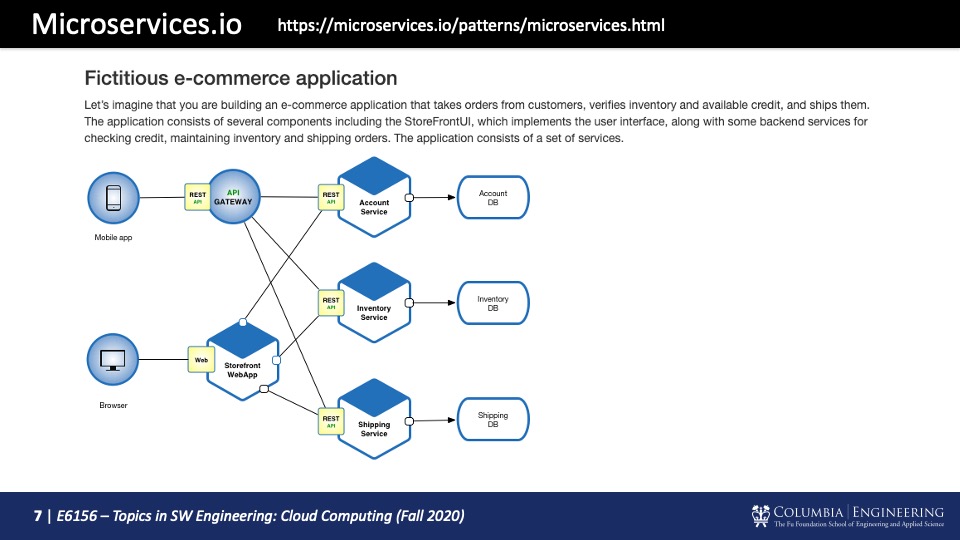 Microservices.io
https://microservices.io/patterns/microservices.html
Fictitious e-commerce application
Let's imagine that you are building an e-commerce application that takes orders from customers, verifies inventory and available credit, and ships them.
The application consists of several components including the StoreFrontUI, which implements the user interface, along with some backend services for
checking credit, maintaining inventory and shipping orders. The application consists of a set of services.
Mobile app
REST
API
API
GATEWAY
REST
API
Account
Service
Account
DB
REST
API
Inventory
Service
Inventory
DB
Browser
Web
Storefront
WebApp
REST
API
Shipping
Service
Shipping
DB
7 | E6156 – Topics in SW Engineering: Cloud Computing (Fall 2020)
COLUMBIA | ENGINEERING
The Fu Foundation School of Engineering and Applied Science